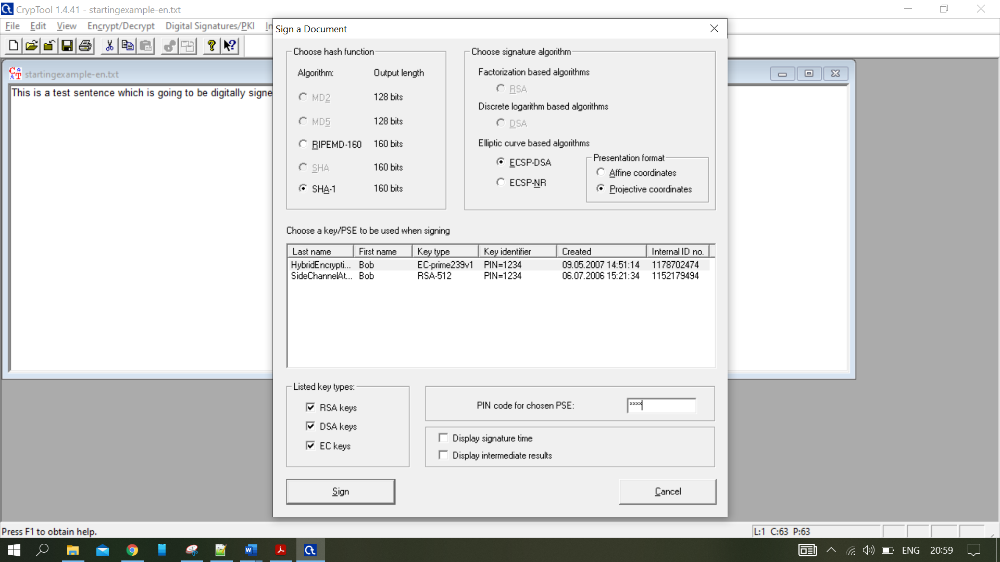 CrypTool 1.4.41 - startingexample-en.txt
File Edit View Encrypt/Decrypt Digital Signatures/PKI
startingexample-en.txt
This is a test sentence which is going to be digitally signe
Sign a Document
Choose hash function
Algorithm: Output length
MD2 128 bits
MD5 128 bits
RIPEMD-160 160 bits
SHA 160 bits
SHA-1 160 bits
Choose signature algorithm
Factorization based algorithms
RSA
Discrete logarithm based algorithms
DSA
Elliptic curve based algorithms
ECSP-DSA
ECSP-NR
Presentation format
Affine coordinates
Projective coordinates
Choose a key/PSE to be used when signing
Last name First name Key type Key identifier Created Internal ID no.
HybridEncrypti... Bob EC-prime239v1 PIN=1234 09.05.2007 14:51:14 1178702474
SideChannelAt... Bob RSA-512 PIN=1234 06.07.2006 15:21:34 1152179494
Listed key types:
RSA keys
DSA keys
EC keys
PIN code for chosen PSE: ****
Display signature time
Display intermediate results
Sign Cancel
Press F1 to obtain help. L:1 C:63 P:63
ENG 20:59